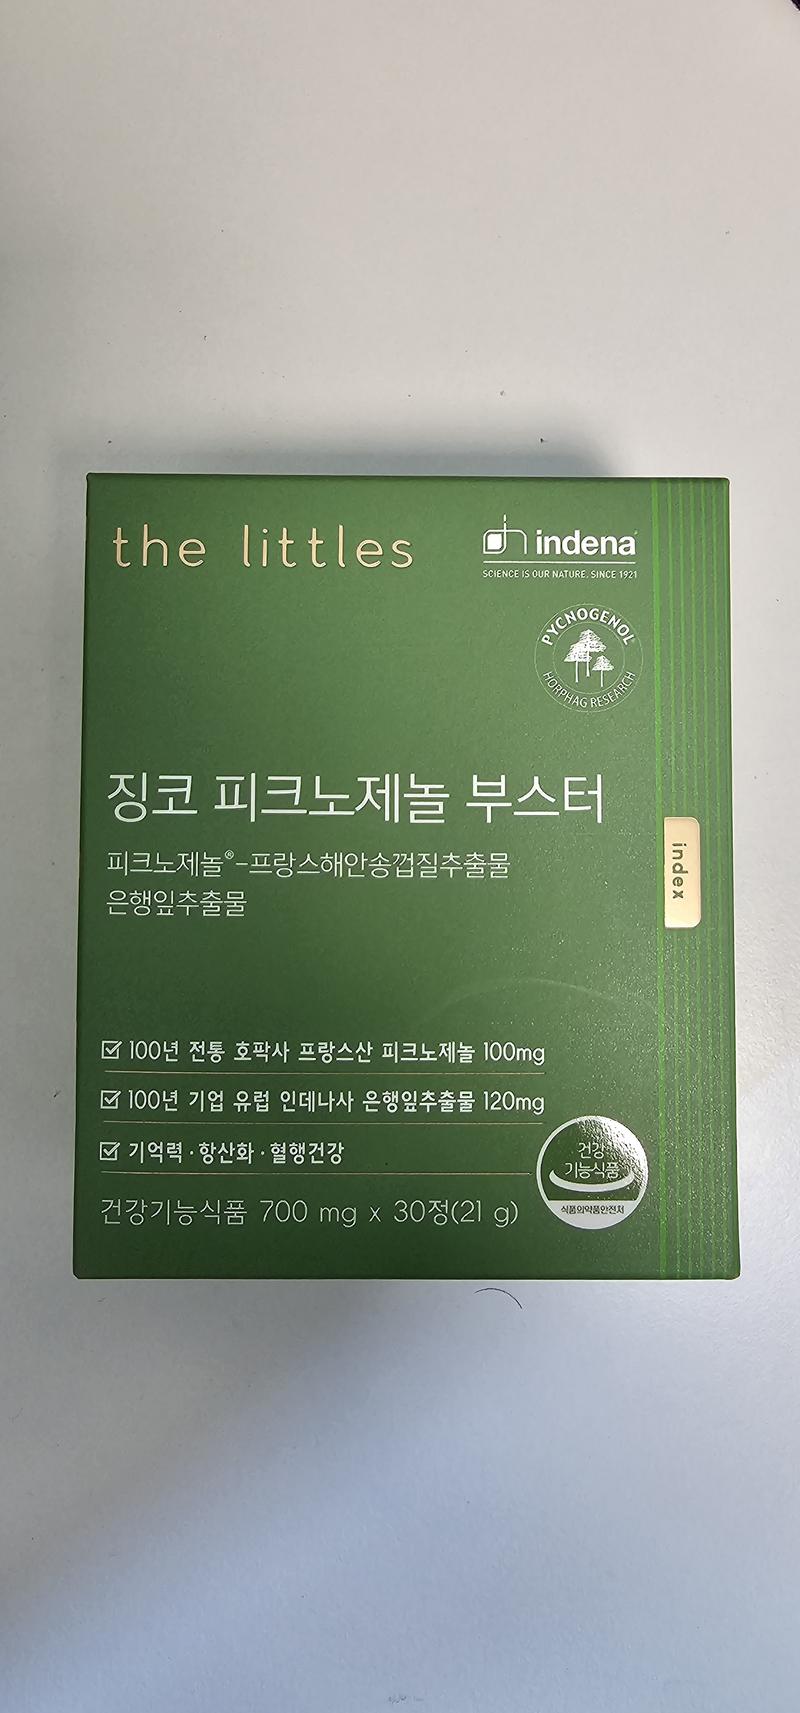 the littles
indena
SCIENCE IS OUR NATURE. SINCE 1921
PYCNOGENOL®
HORPHAG RESEARCH
징코 피크노제놀 부스터
피크노제놀®-프랑스해안송껍질추출물
은행잎추출물
index
☑ 100년 전통 호팍사 프랑스산 피크노제놀 100mg
☑ 100년 기업 유럽 인데나사 은행잎추출물 120mg
☑ 기억력·항산화·혈행건강
건강
기능식품
식품의약품안전처
건강기능식품 700 mg x 30정(21 g)